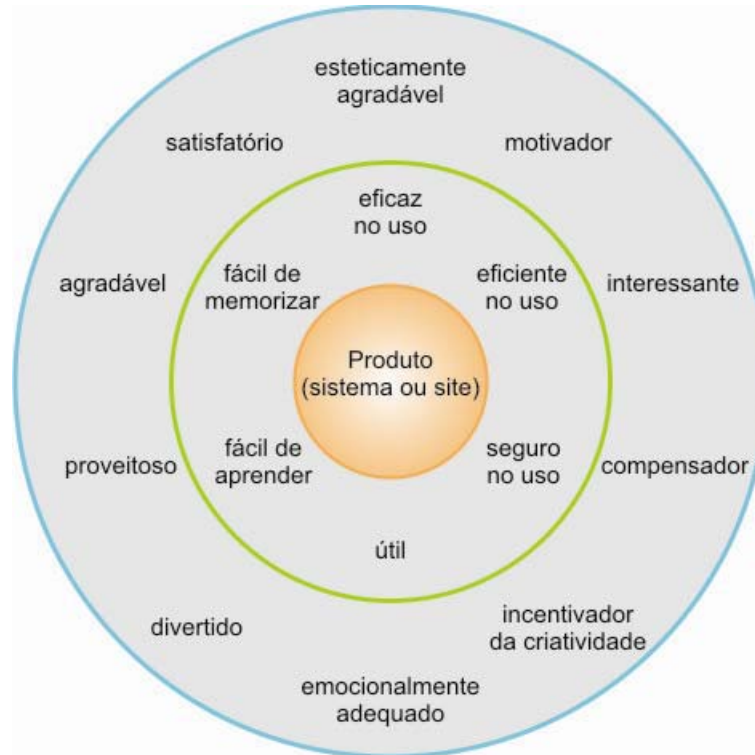 esteticamente
agradável
satisfatório
motivador
eficaz
no uso
agradável
fácil de
memorizar
eficiente
no uso
interessante
Produto
(sistema ou site)
proveitoso
fácil de
aprender
seguro
no uso
compensador
útil
divertido
incentivador
da criatividade
emocionalmente
adequado